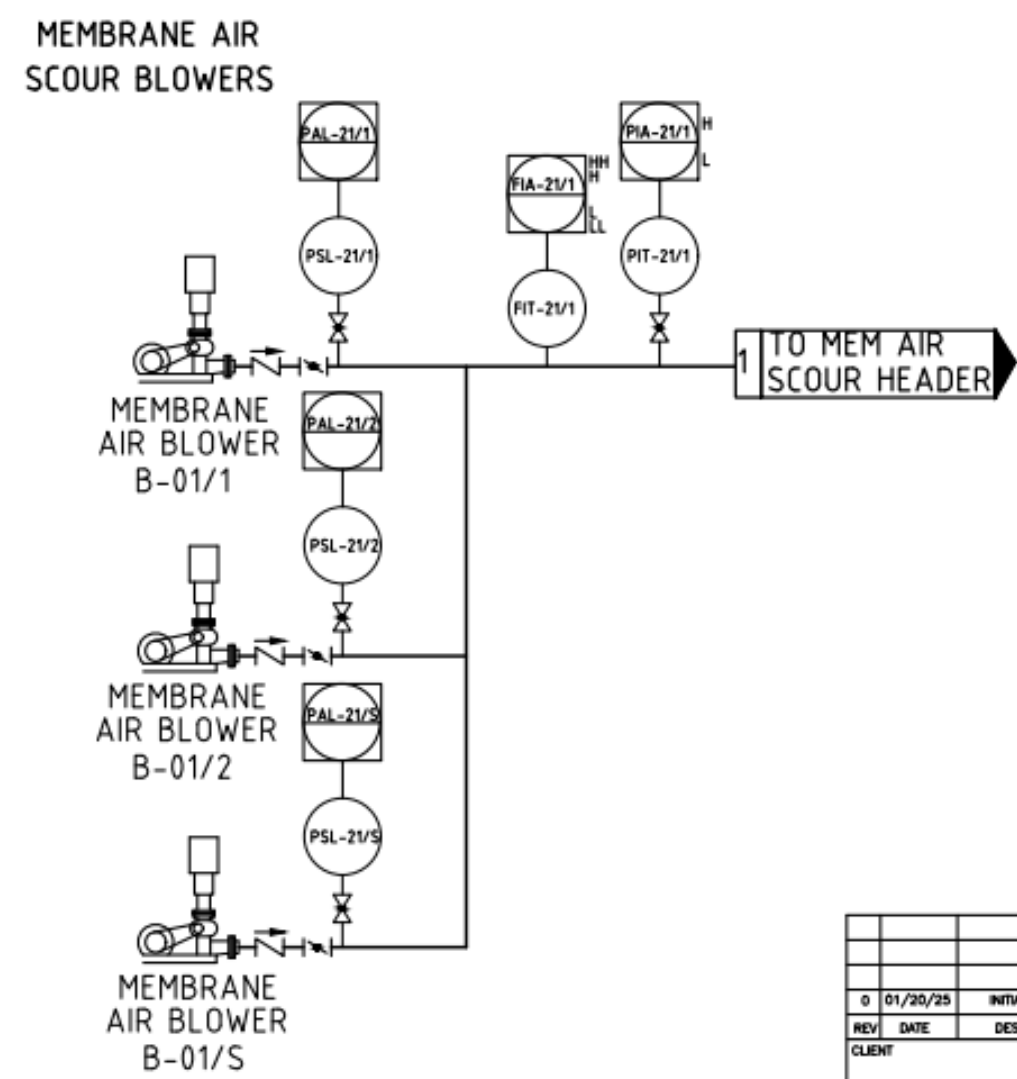 MEMBRANE AIR
SCOUR BLOWERS
PAL-21/1
PIA-21/1
H
L
FIA-21/1
HH
H
L
LL
PSL-21/1
PIT-21/1
FIT-21/1
1
TO MEM AIR
SCOUR HEADER
MEMBRANE
AIR BLOWER
B-01/1
PAL-21/2
PSL-21/2
MEMBRANE
AIR BLOWER
B-01/2
PAL-21/S
PSL-21/S
MEMBRANE
AIR BLOWER
B-01/S
0 01/20/25
REV DATE
CLIENT